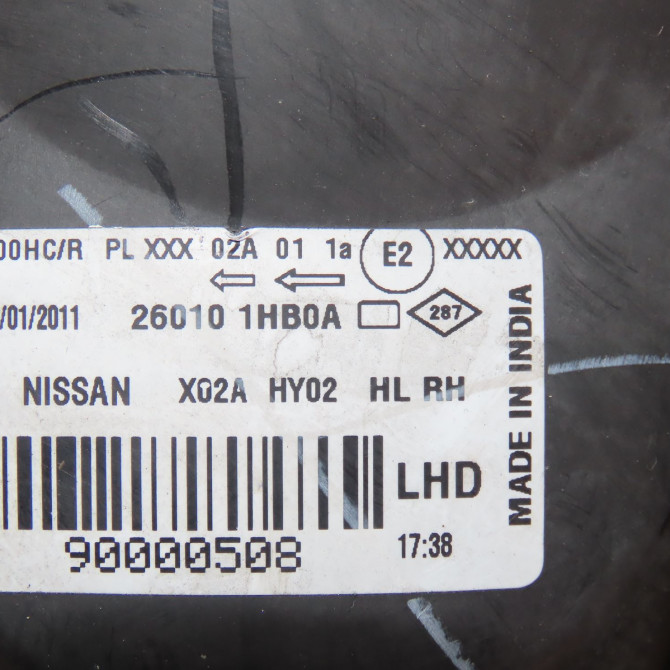 00HC/R PL XXX 02A 01 1a E2 XXXXX
/01/2011 26010 1HB0A 287
NISSAN X02A HY02 HL RH
LHD
90000508 17:38
MADE IN INDIA